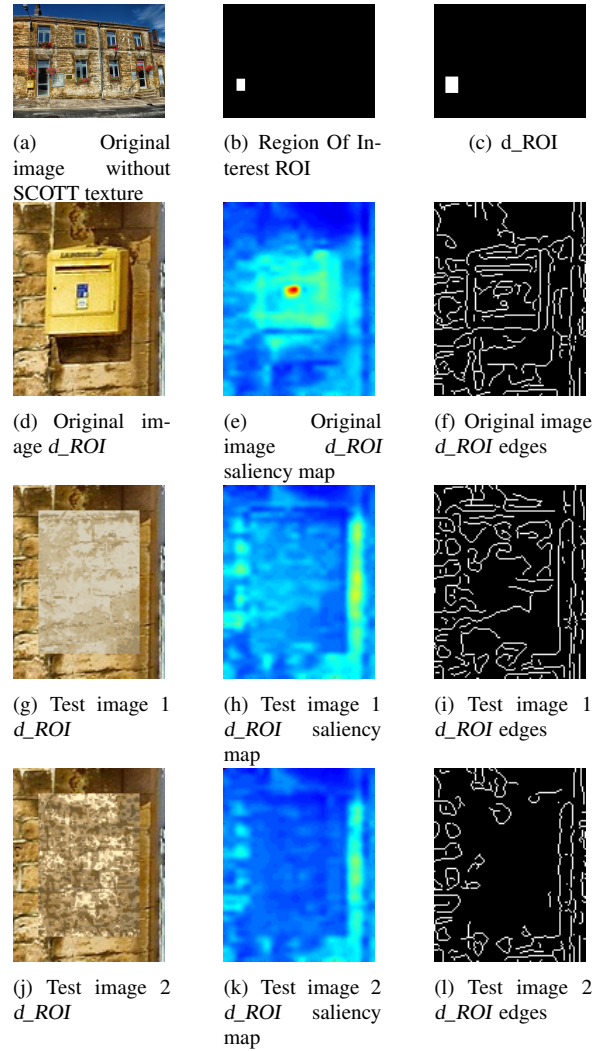 (a) Original
image without
SCOTT texture
(b) Region Of In-
terest ROI
(c) d_ROI
(d) Original im-
age d_ROI
(e) Original
image d_ROI
saliency map
(f) Original image
d_ROI edges
(g) Test image 1
d_ROI
(h) Test image 1
d_ROI saliency
map
(i) Test image 1
d_ROI edges
(j) Test image 2
d_ROI
(k) Test image 2
d_ROI saliency
map
(l) Test image 2
d_ROI edges